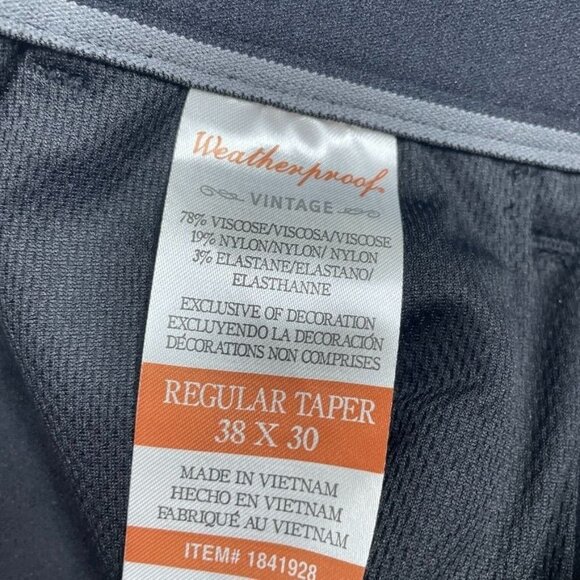 Weatherproof
VINTAGE
78% VISCOSE/VISCOSA/VISCOSE
19% NYLON/NYLON/ NYLON
3% ELASTANE/ELASTANO/
ELASTHANNE
EXCLUSIVE OF DECORATION
EXCLUYENDO LA DECORACIÓN
DÉCORATIONS NON COMPRISES
REGULAR TAPER
38 X 30
MADE IN VIETNAM
HECHO EN VIETNAM
FABRIQUÉ AU VIETNAM
ITEM# 1841928